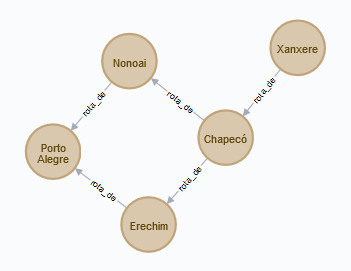 Xanxere
Nonoai
rota_de
rota_de
rota_de
Chapecó
Porto
Alegre
rota_de
rota_de
Erechim